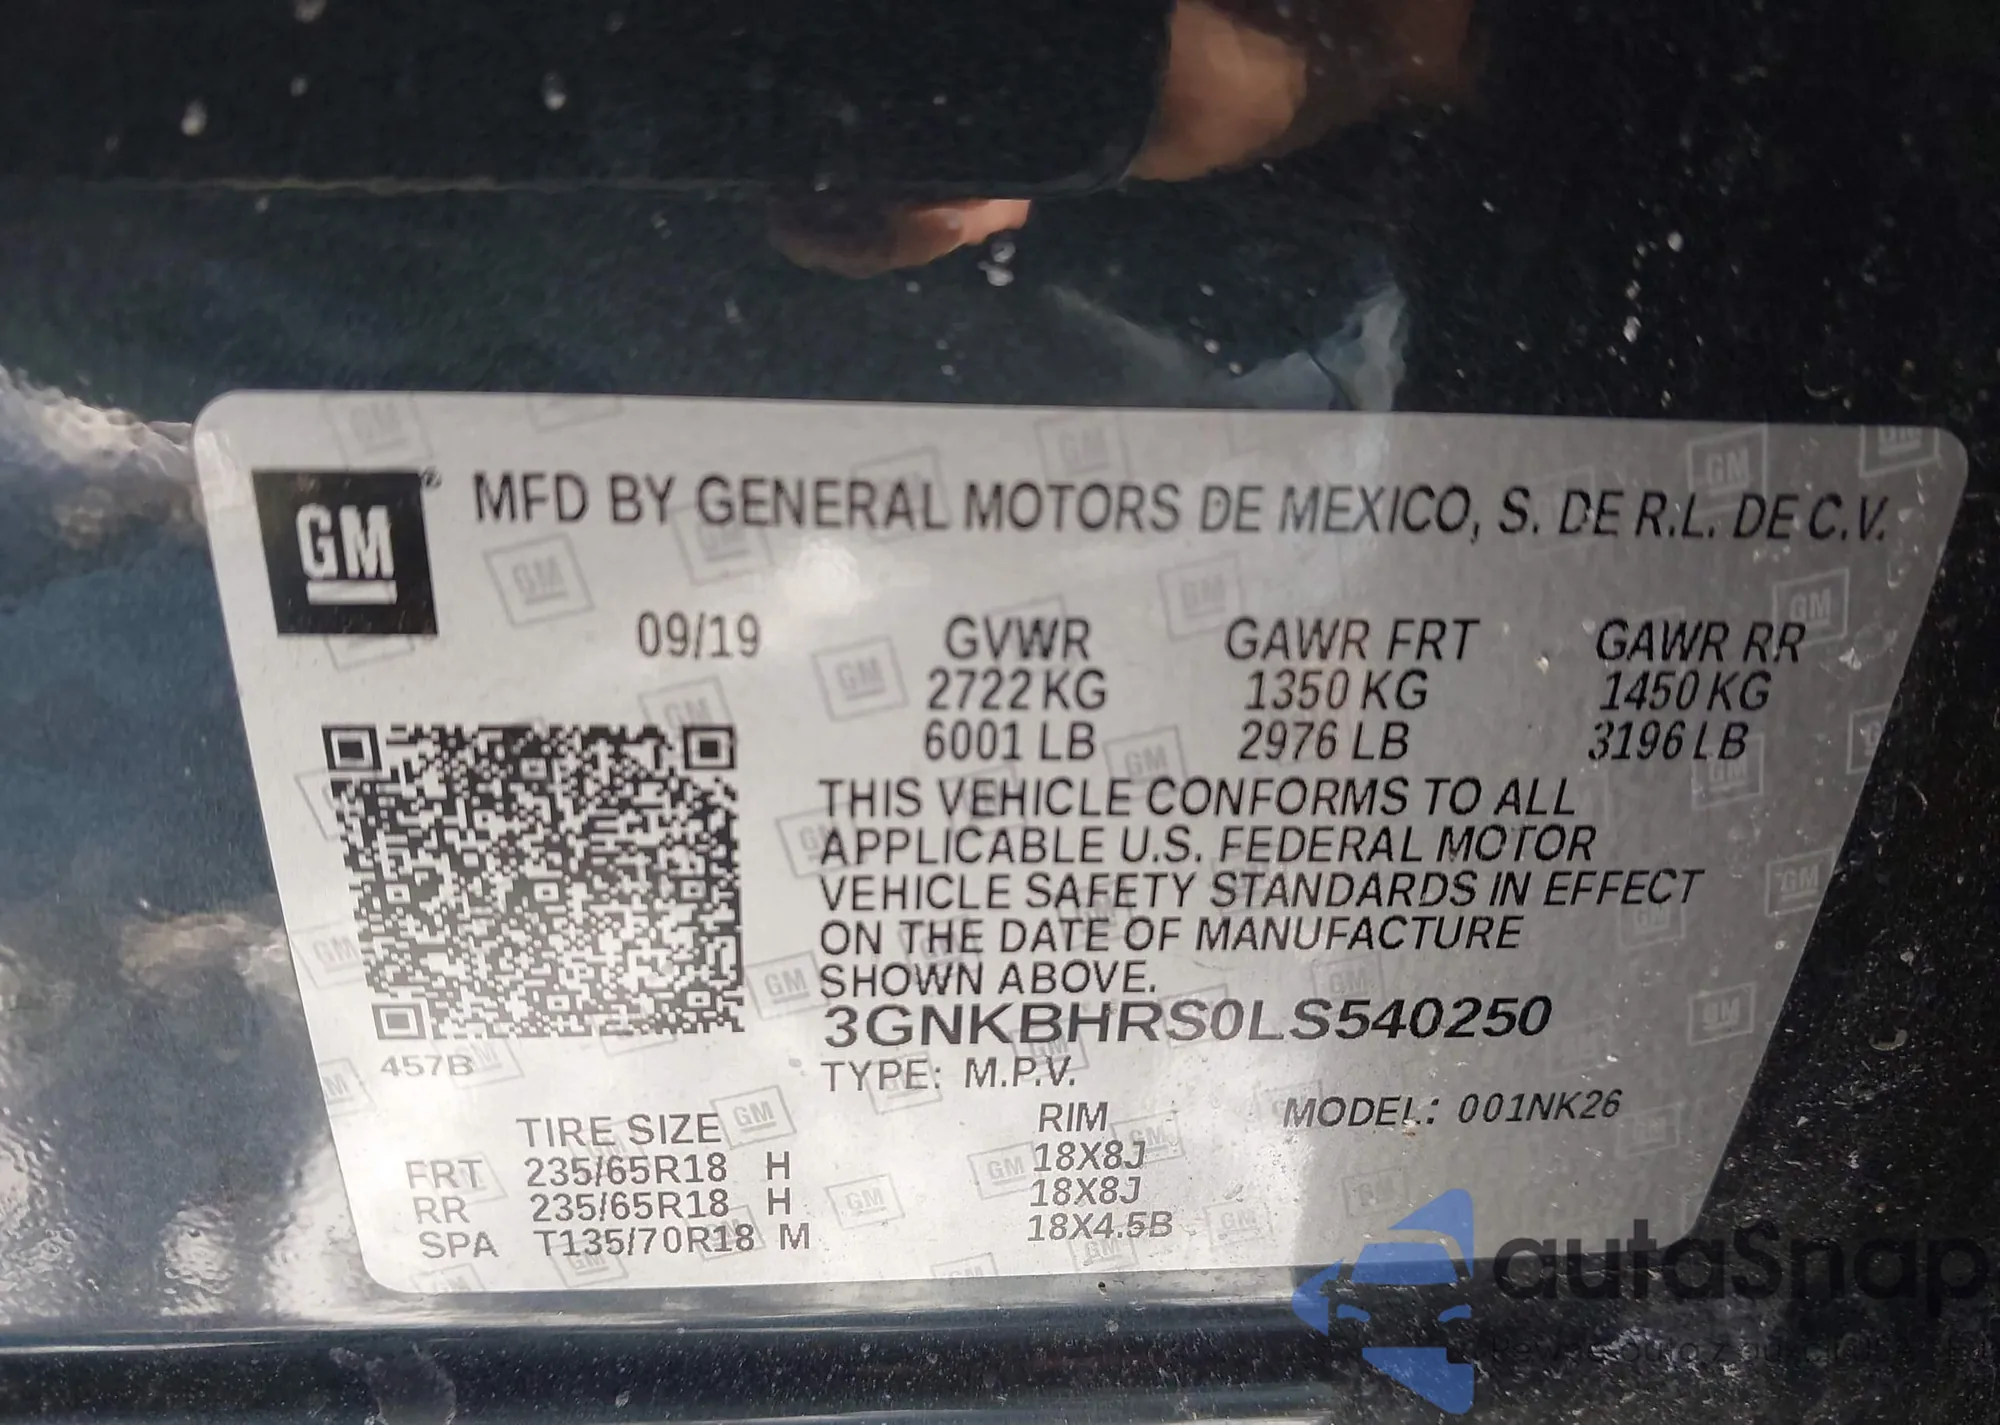 GM
MFD BY GENERAL MOTORS DE MEXICO, S. DE R.L. DE C.V.
09/19 GVWR GAWR FRT GAWR RR
2722 KG 1350 KG 1450 KG
6001 LB 2976 LB 3196 LB
THIS VEHICLE CONFORMS TO ALL
APPLICABLE U.S. FEDERAL MOTOR
VEHICLE SAFETY STANDARDS IN EFFECT
ON THE DATE OF MANUFACTURE
SHOWN ABOVE.
3GNKBHRS0LS540250
457B
TYPE: M.P.V.
MODEL: 001NK26
TIRE SIZE RIM
FRT 235/65R18 H 18X8J
RR 235/65R18 H 18X8J
SPA T135/70R18 M 18X4.5B
autaSnap